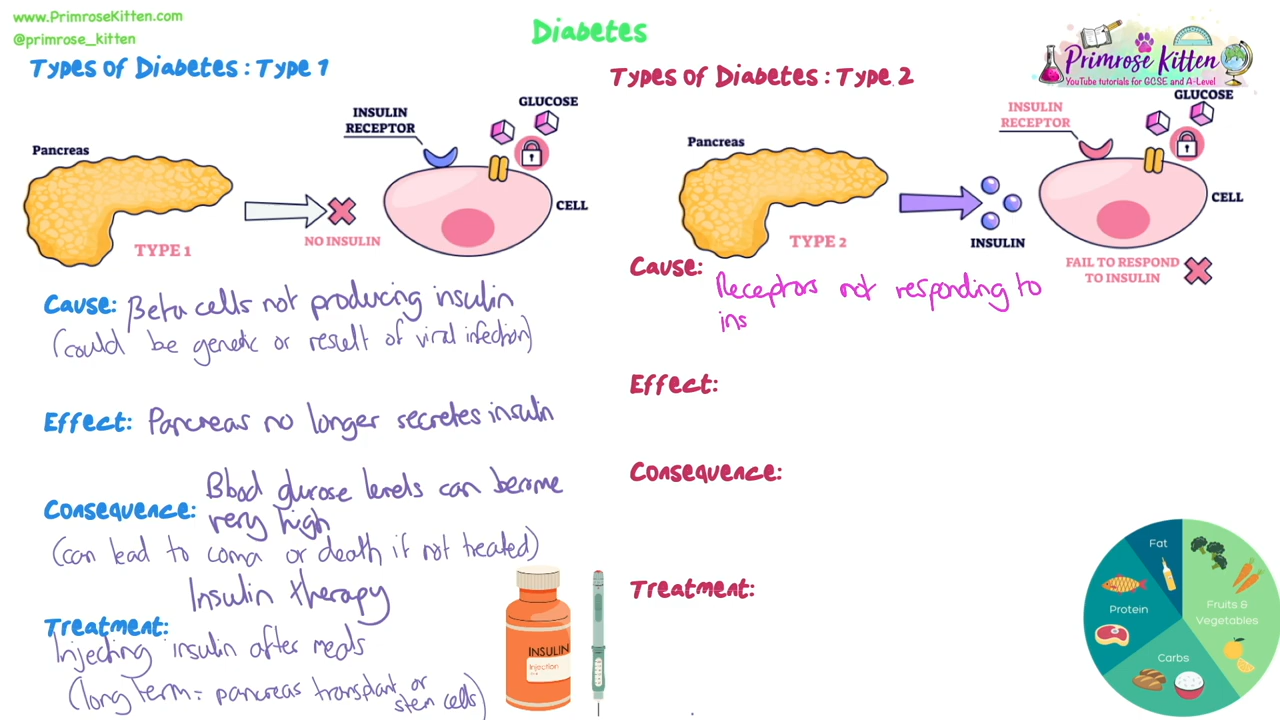 www.PrimroseKitten.com
@primrose_kitten
Diabetes
Primrose Kitten
YouTube tutorials for GCSE and A-Level
Types of Diabetes: Type 1
INSULIN
RECEPTOR
GLUCOSE
Pancreas
CELL
TYPE 1
NO INSULIN
Cause: Beta cells not producing insulin
(could be genetic or result of viral infection)
Effect: Pancreas no longer secretes insulin
Consequence: Blood glucose levels can become
very high
(can lead to coma or death if not treated)
Treatment: Insulin therapy
Injecting insulin after meals
(long term = pancreas transplant or
stem cells)
INSULIN
Injection
Types of Diabetes: Type 2
INSULIN
RECEPTOR
GLUCOSE
Pancreas
CELL
TYPE 2
INSULIN
FAIL TO RESPOND
TO INSULIN
Cause: Receptors not responding to
ins
Effect:
Consequence:
Treatment:
Fat
Protein
Fruits &
Vegetables
Carbs